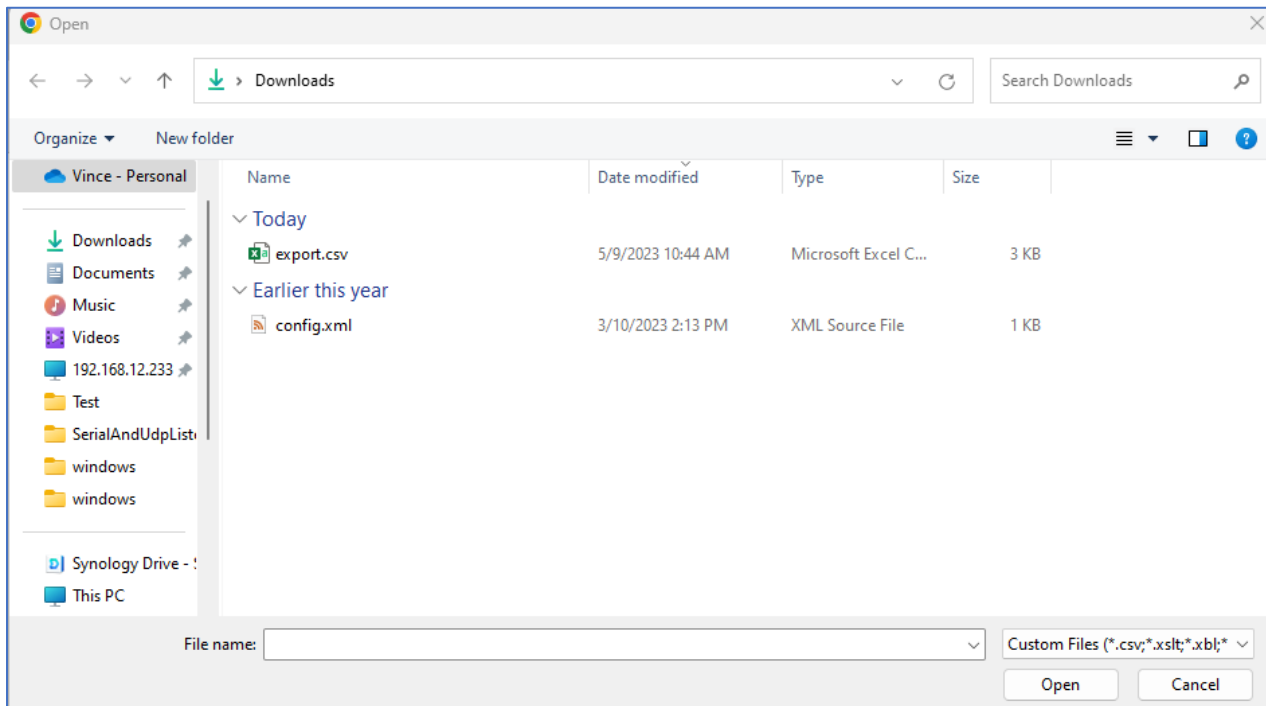 Open
Downloads
Search Downloads
Organize
New folder
Vince - Personal
Name
Date modified
Type
Size
Today
Downloads
export.csv
5/9/2023 10:44 AM
Microsoft Excel C...
3 KB
Documents
Earlier this year
Music
config.xml
3/10/2023 2:13 PM
XML Source File
1 KB
Videos
192.168.12.233
Test
SerialAndUdpListe
windows
windows
Synology Drive - S
This PC
File name:
Custom Files (*.csv;*.xslt;*.xbl;*
Open
Cancel